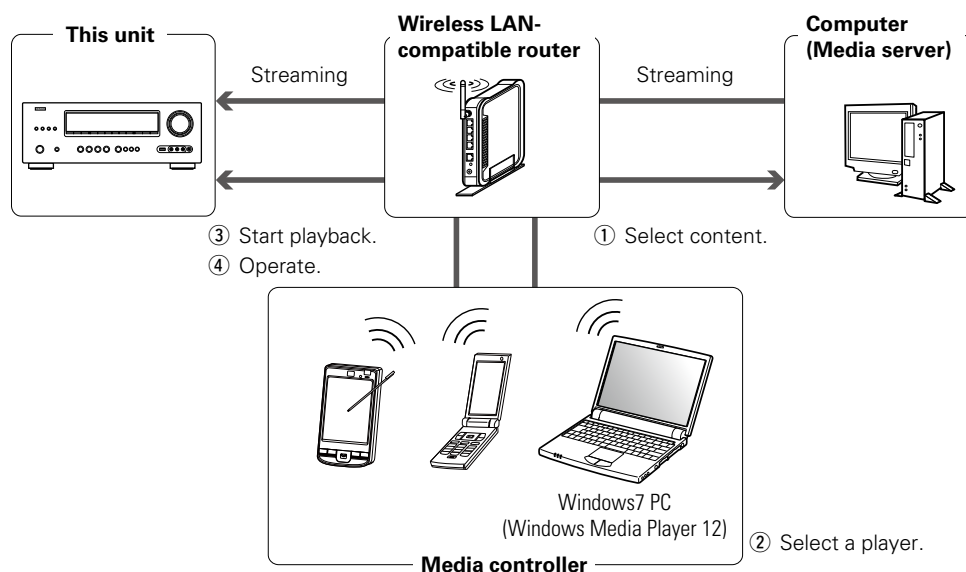 This unit
Wireless LAN-
compatible router
Computer
(Media server)
Streaming
Streaming
③ Start playback.
④ Operate.
① Select content.
Windows7 PC
(Windows Media Player 12)
② Select a player.
Media controller